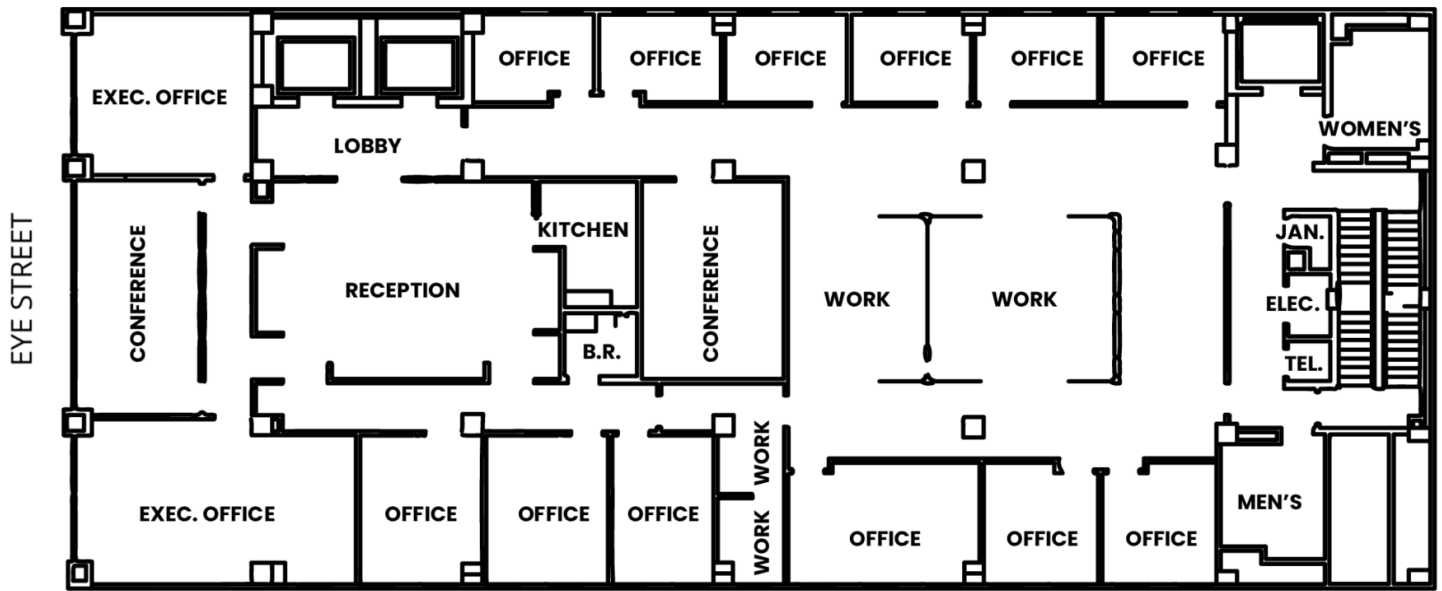 OFFICE
OFFICE
OFFICE
OFFICE
OFFICE
OFFICE
EXEC. OFFICE
LOBBY
WOMEN'S
EYE STREET
CONFERENCE
RECEPTION
KITCHEN
B.R.
CONFERENCE
WORK
WORK
JAN.
ELEC.
TEL.
EXEC. OFFICE
OFFICE
OFFICE
OFFICE
WORK
WORK
OFFICE
OFFICE
OFFICE
MEN'S